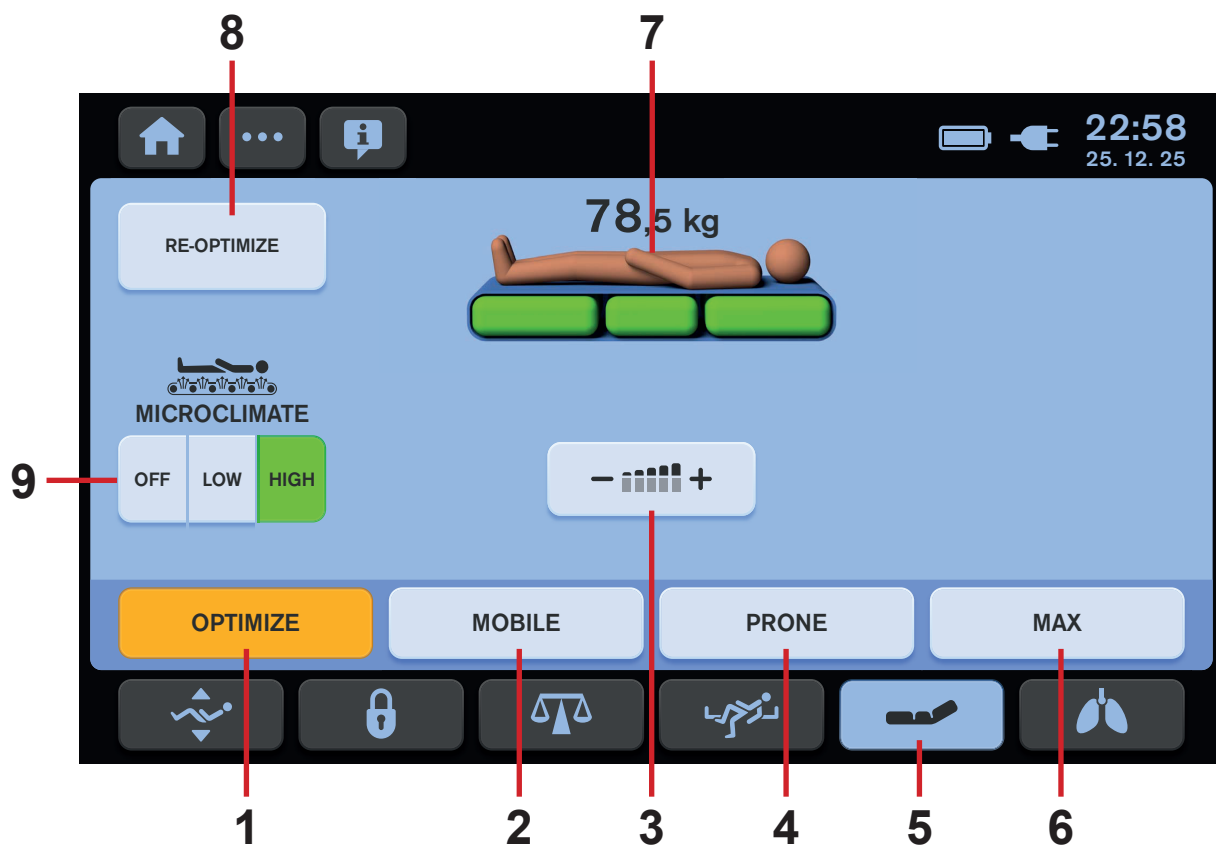 8 7
22:58
25. 12. 25
78,5 kg
RE-OPTIMIZE
MICROCLIMATE
9
OFF LOW HIGH
- +
OPTIMIZE MOBILE PRONE MAX
1 2 3 4 5 6